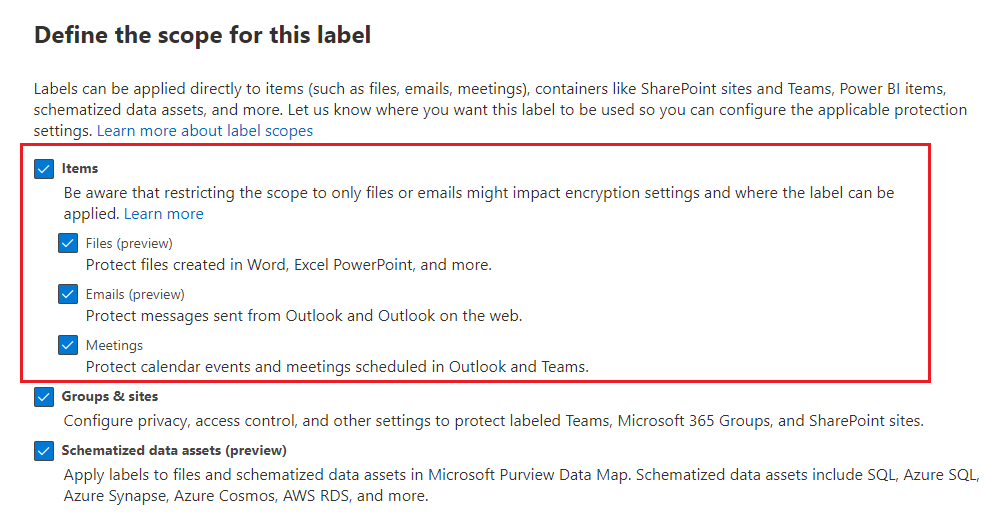 Define the scope for this label
Labels can be applied directly to items (such as files, emails, meetings), containers like SharePoint sites and Teams, Power BI items,
schematized data assets, and more. Let us know where you want this label to be used so you can configure the applicable protection
settings. Learn more about label scopes
Items
Be aware that restricting the scope to only files or emails might impact encryption settings and where the label can be
applied. Learn more
Files (preview)
Protect files created in Word, Excel PowerPoint, and more.
Emails (preview)
Protect messages sent from Outlook and Outlook on the web.
Meetings
Protect calendar events and meetings scheduled in Outlook and Teams.
Groups & sites
Configure privacy, access control, and other settings to protect labeled Teams, Microsoft 365 Groups, and SharePoint sites.
Schematized data assets (preview)
Apply labels to files and schematized data assets in Microsoft Purview Data Map. Schematized data assets include SQL, Azure SQL,
Azure Synapse, Azure Cosmos, AWS RDS, and more.